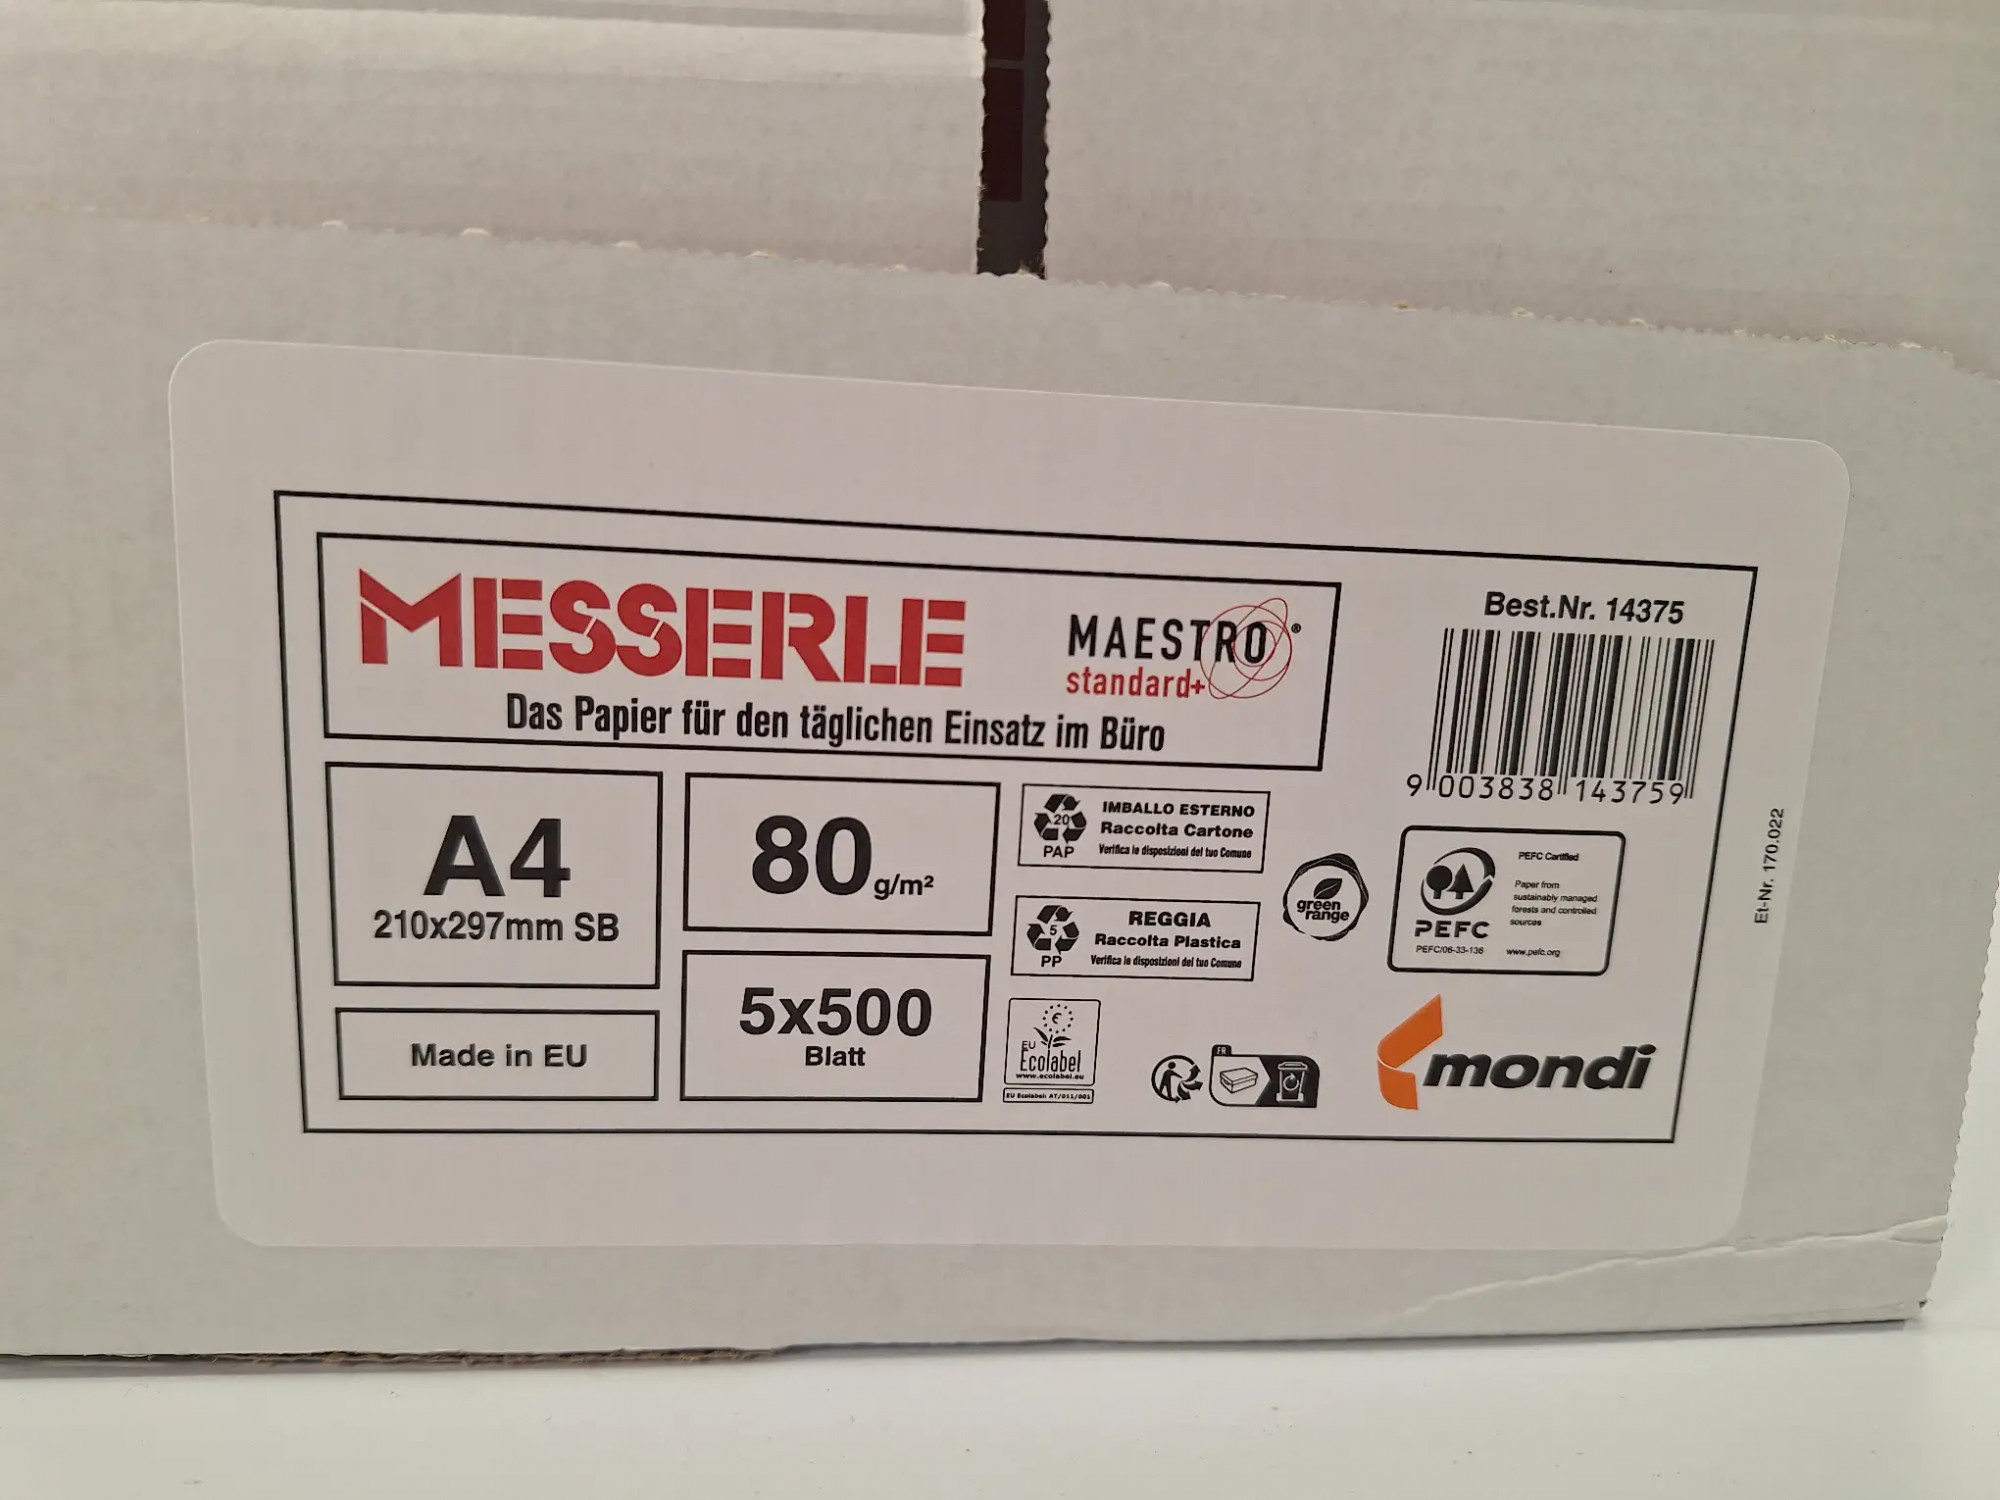 MESSERLE
MAESTRO®
standard+
Das Papier für den täglichen Einsatz im Büro
Best.Nr. 14375
9 003838 143759
A4
210x297mm SB
80 g/m²
Made in EU
5x500
Blatt
20
PAP
IMBALLO ESTERNO
Raccolta Cartone
Verifica le disposizioni del tuo Comune
5
PP
REGGIA
Raccolta Plastica
Verifica le disposizioni del tuo Comune
green
range
PEFC
PEFC/06-33-136
PEFC Certified
Paper from
sustainably managed
forests and controlled
sources
www.pefc.org
Et-Nr. 170.022
€
EU
Ecolabel
www.ecolabel.eu
EU Ecolabel: AT/011/001
FR
mondi